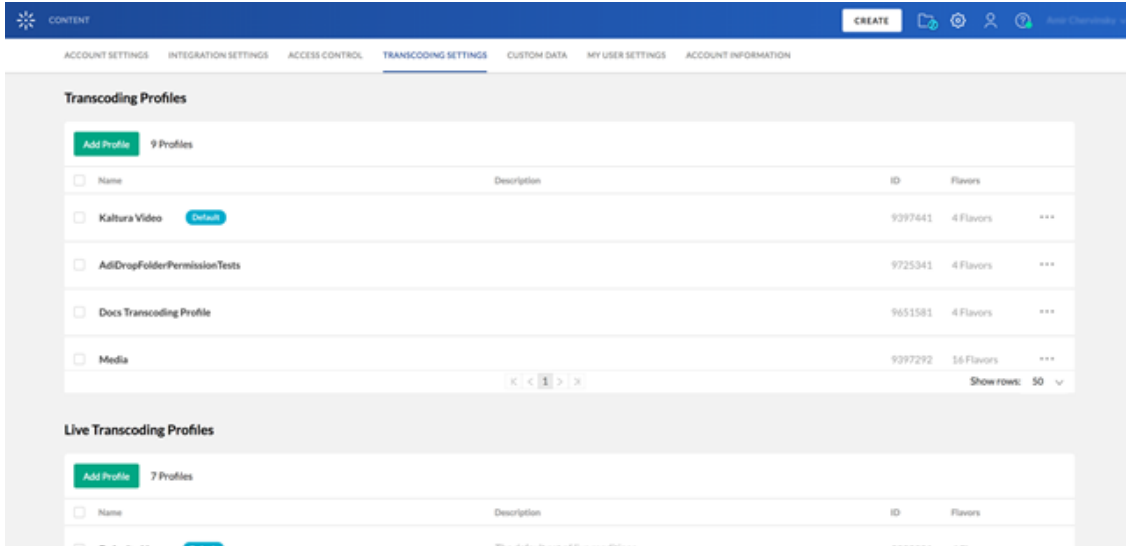 CONTENT CREATE
ACCOUNT SETTINGS INTEGRATION SETTINGS ACCESS CONTROL TRANSCODING SETTINGS CUSTOM DATA MY USER SETTINGS ACCOUNT INFORMATION
Transcoding Profiles
Add Profile 9 Profiles
Name Description ID Flavors
Kaltura Video Default 9397441 4 Flavors
AdiDropFolderPermissionTests 9725341 4 Flavors
Docs Transcoding Profile 9651581 4 Flavors
Media 9397292 16 Flavors
1 Show rows: 50
Live Transcoding Profiles
Add Profile 7 Profiles
Name Description ID Flavors